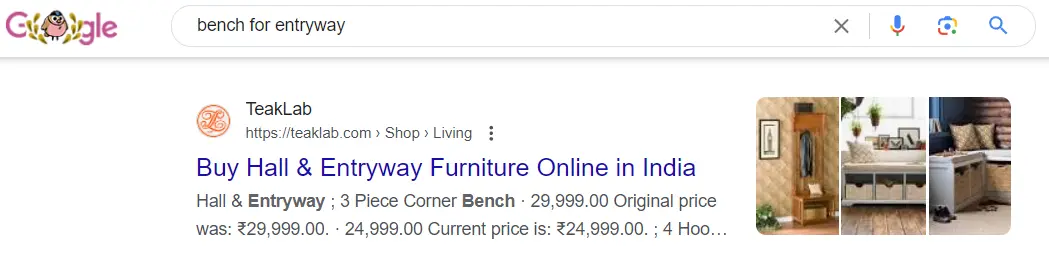 Google
bench for entryway
TeakLab
https://teaklab.com › Shop › Living
Buy Hall & Entryway Furniture Online in India
Hall & Entryway ; 3 Piece Corner Bench · 29,999.00 Original price
was: ₹29,999.00. · 24,999.00 Current price is: ₹24,999.00. ; 4 Hoo…